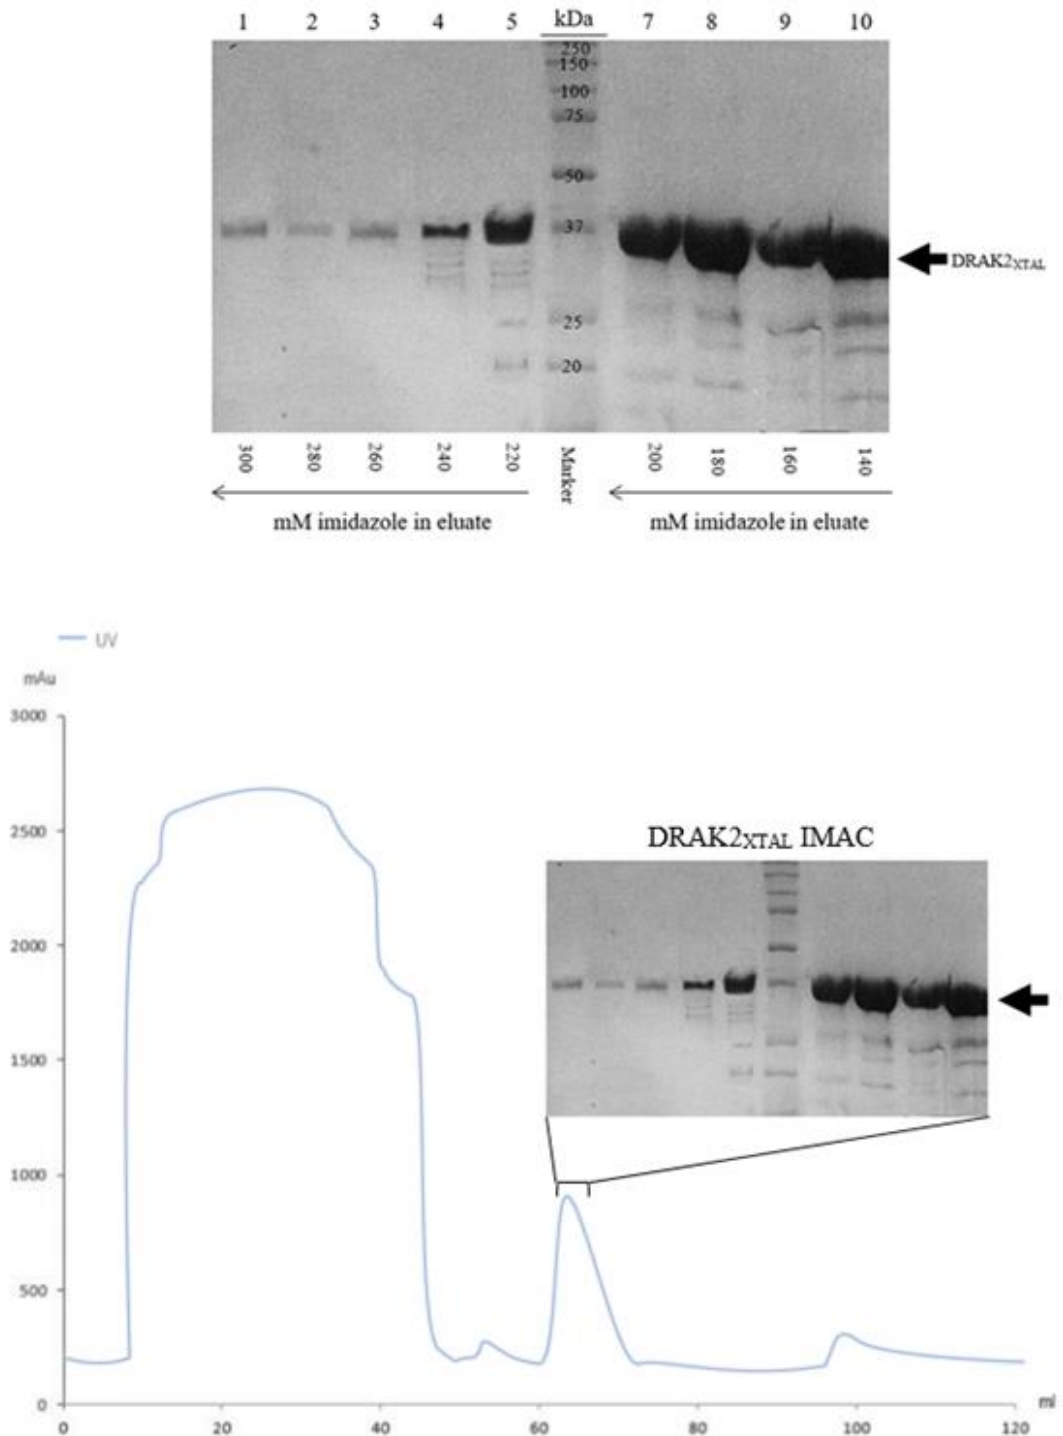 1 2 3 4 5 kDa 7 8 9 10
250
150
100
75
50
37
25
20
DRAK2XTAL
300 280 260 240 220 Marker 200 180 160 140
mM imidazole in eluate mM imidazole in eluate
UV
mAu
3000
2500
2000
1500
1000
500
0
DRAK2XTAL IMAC
0 20 40 60 80 100 120
ml